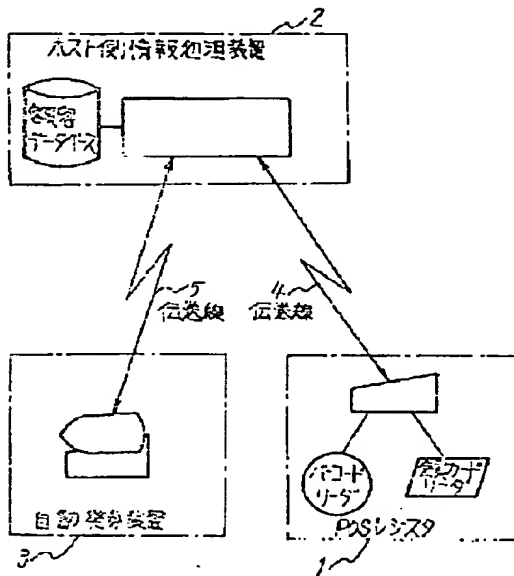 2
ホスト側情報処理装置
顧客
データベース
5
伝送線
4
伝送線
バーコード
リーダ
会員カード
リーダ
自動発券装置
POSレジスタ
3
1